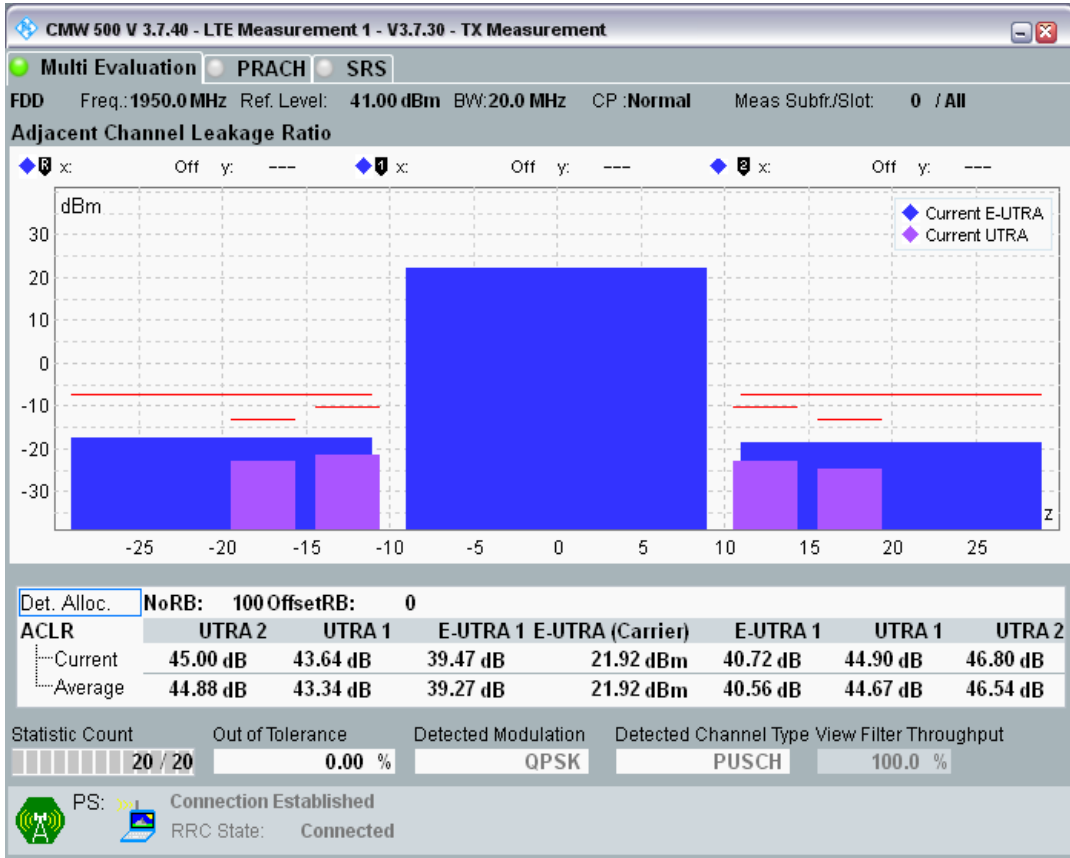 CMW 500 V 3.7.40 - LTE Measurement 1 - V3.7.30 - TX Measurement
Multi Evaluation PRACH SRS
FDD Freq.:1950.0 MHz Ref. Level: 41.00 dBm BW:20.0 MHz CP :Normal Meas Subfr./Slot: 0 / All
Adjacent Channel Leakage Ratio
R x: Off y: --- 1 x: Off y: --- 2 x: Off y: ---
dBm
Current E-UTRA
Current UTRA
30
20
10
0
-10
-20
-30
z
-25 -20 -15 -10 -5 0 5 10 15 20 25
Det. Alloc. NoRB: 100 OffsetRB: 0
ACLR UTRA 2 UTRA 1 E-UTRA 1 E-UTRA (Carrier) E-UTRA 1 UTRA 1 UTRA 2
Current 45.00 dB 43.64 dB 39.47 dB 21.92 dBm 40.72 dB 44.90 dB 46.80 dB
Average 44.88 dB 43.34 dB 39.27 dB 21.92 dBm 40.56 dB 44.67 dB 46.54 dB
Statistic Count Out of Tolerance Detected Modulation Detected Channel Type View Filter Throughput
20 / 20 0.00 % QPSK PUSCH 100.0 %
PS: Connection Established
RRC State: Connected